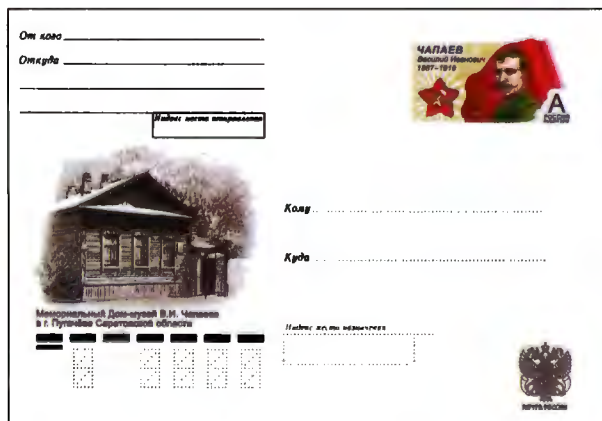 От кого
Откуда
Индекс места отправления
ЧАПАЕВ
Василий Иванович
1887-1919
А
Кому
Куда
Мемориальный Дом-музей В.И. Чапаева
в г. Пугачёве Саратовской области
Индекс места назначения
ПОЧТА РОССИИ